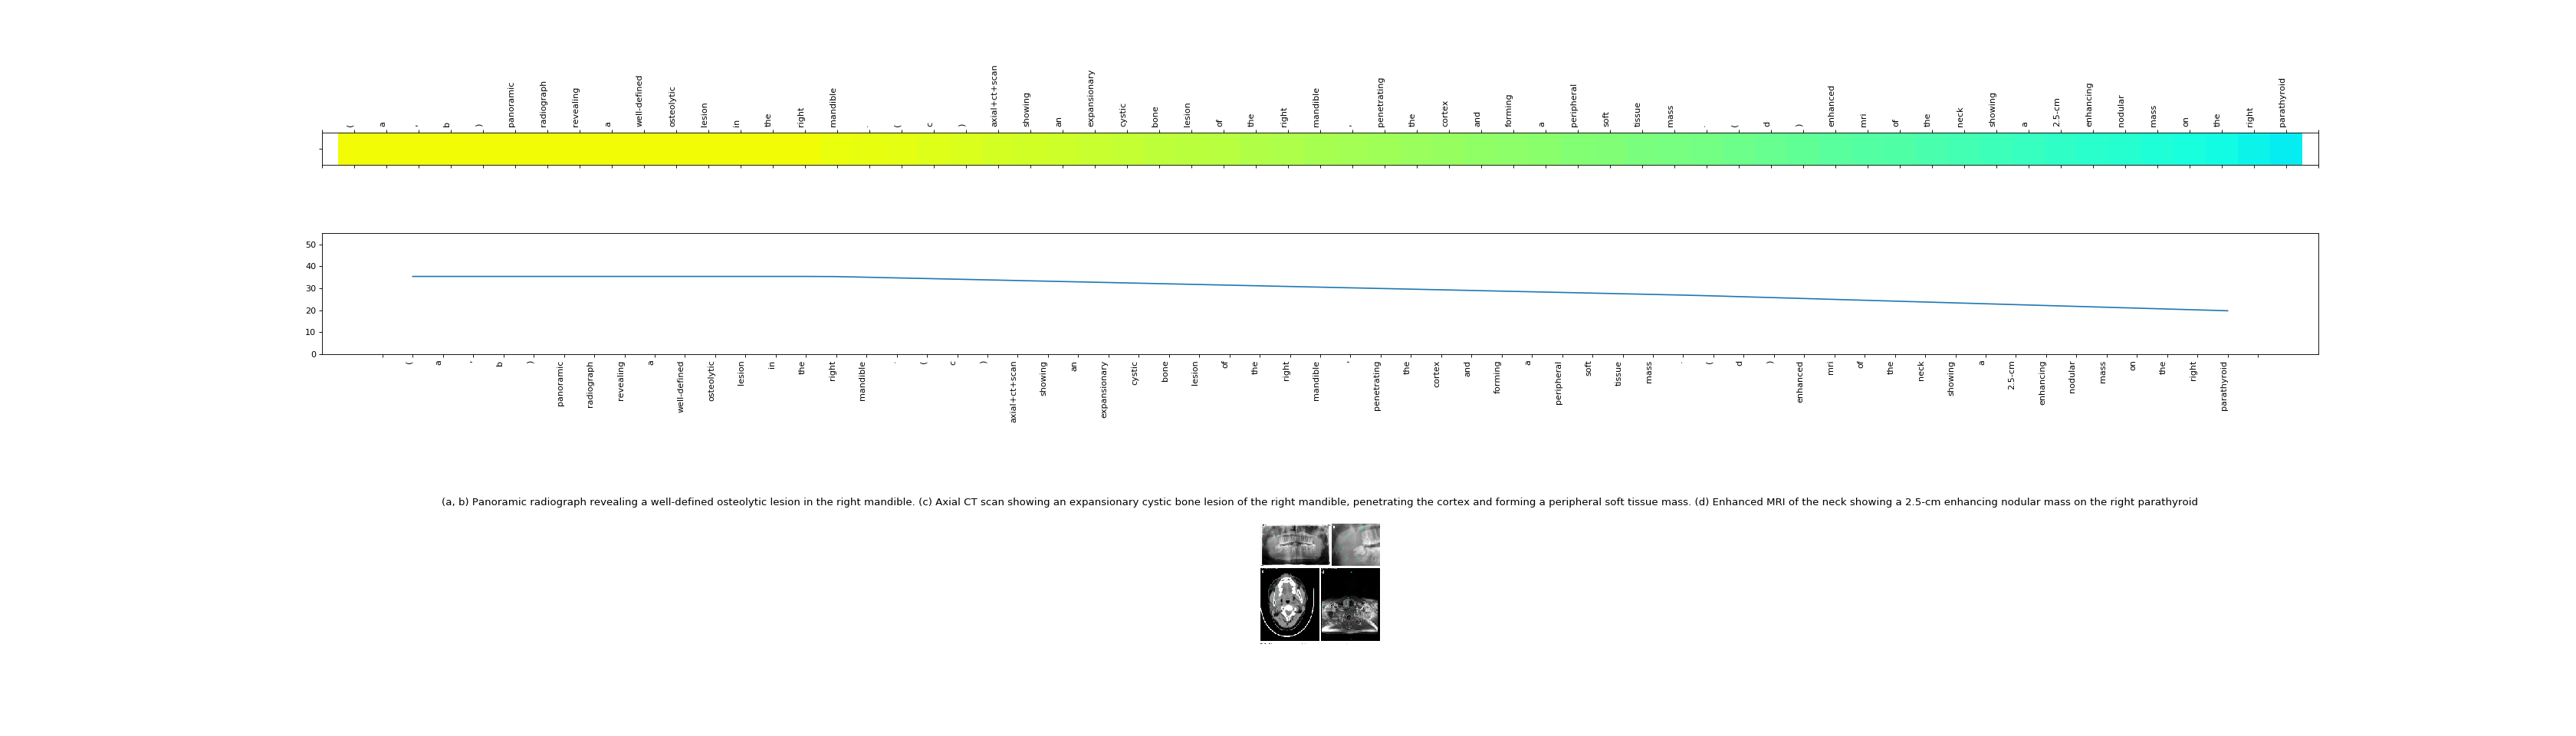 ( a , b ) panoramic radiograph revealing a well-defined osteolytic lesion in the right mandible . ( c ) axial+ct+scan showing an expansionary cystic bone lesion of the right mandible , penetrating the cortex and forming a peripheral soft tissue mass . ( d ) enhanced mri of the neck showing a 2.5-cm enhancing nodular mass on the right parathyroid
50
40
30
20
10
0
( a , b ) panoramic radiograph revealing a well-defined osteolytic lesion in the right mandible . ( c ) axial+ct+scan showing an expansionary cystic bone lesion of the right mandible , penetrating the cortex and forming a peripheral soft tissue mass . ( d ) enhanced mri of the neck showing a 2.5-cm enhancing nodular mass on the right parathyroid
(a, b) Panoramic radiograph revealing a well-defined osteolytic lesion in the right mandible. (c) Axial CT scan showing an expansionary cystic bone lesion of the right mandible, penetrating the cortex and forming a peripheral soft tissue mass. (d) Enhanced MRI of the neck showing a 2.5-cm enhancing nodular mass on the right parathyroid